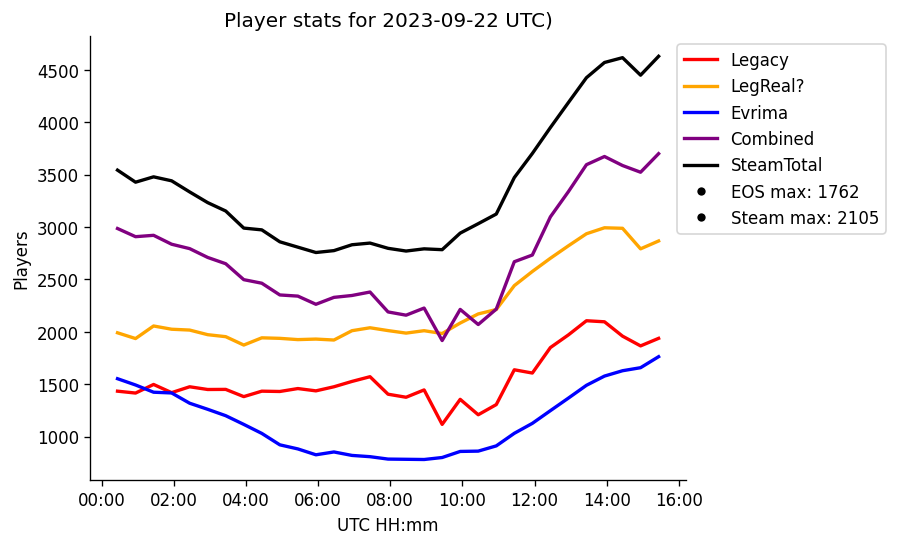 Player stats for 2023-09-22 UTC)
Legacy
LegReal?
Evrima
Combined
SteamTotal
EOS max: 1762
Steam max: 2105
Players
4500
4000
3500
3000
2500
2000
1500
1000
00:00 02:00 04:00 06:00 08:00 10:00 12:00 14:00 16:00
UTC HH:mm